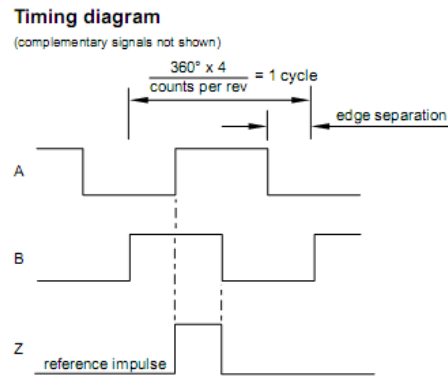 Timing diagram
(complementary signals not shown)
360° x 4
counts per rev
= 1 cycle
edge separation
A
B
Z
reference impulse